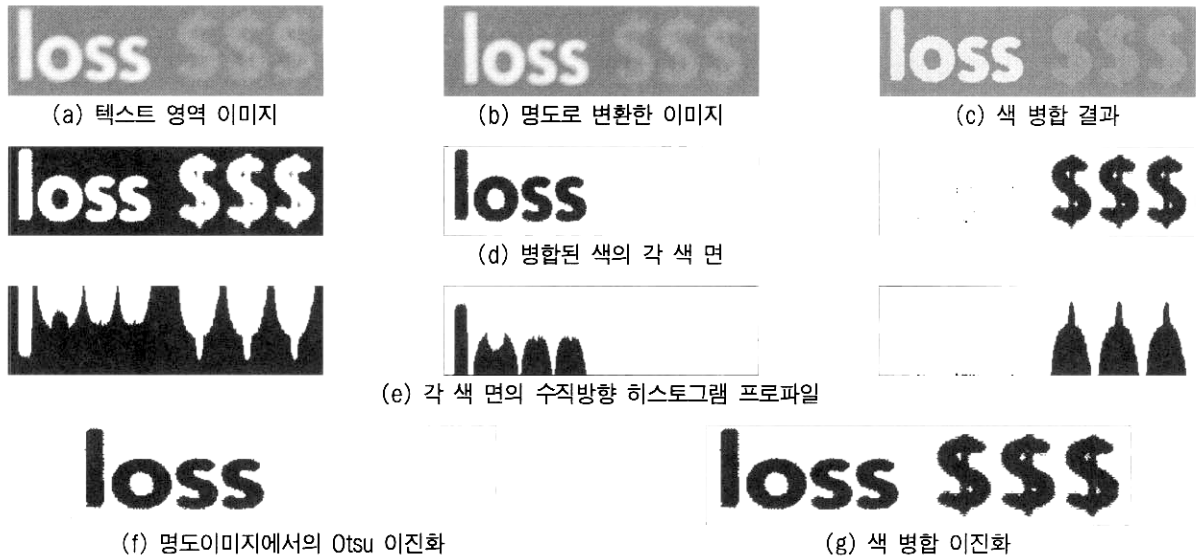 loss $$$
loss $$$
loss $$$
(a) 텍스트 영역 이미지
(b) 명도로 변환한 이미지
(c) 색 병합 결과
loss $$$
loss
$$$
(d) 병합된 색의 각 색 면
(e) 각 색 면의 수직방향 히스토그램 프로파일
loss
loss $$$
(f) 명도이미지에서의 Otsu 이진화
(g) 색 병합 이진화